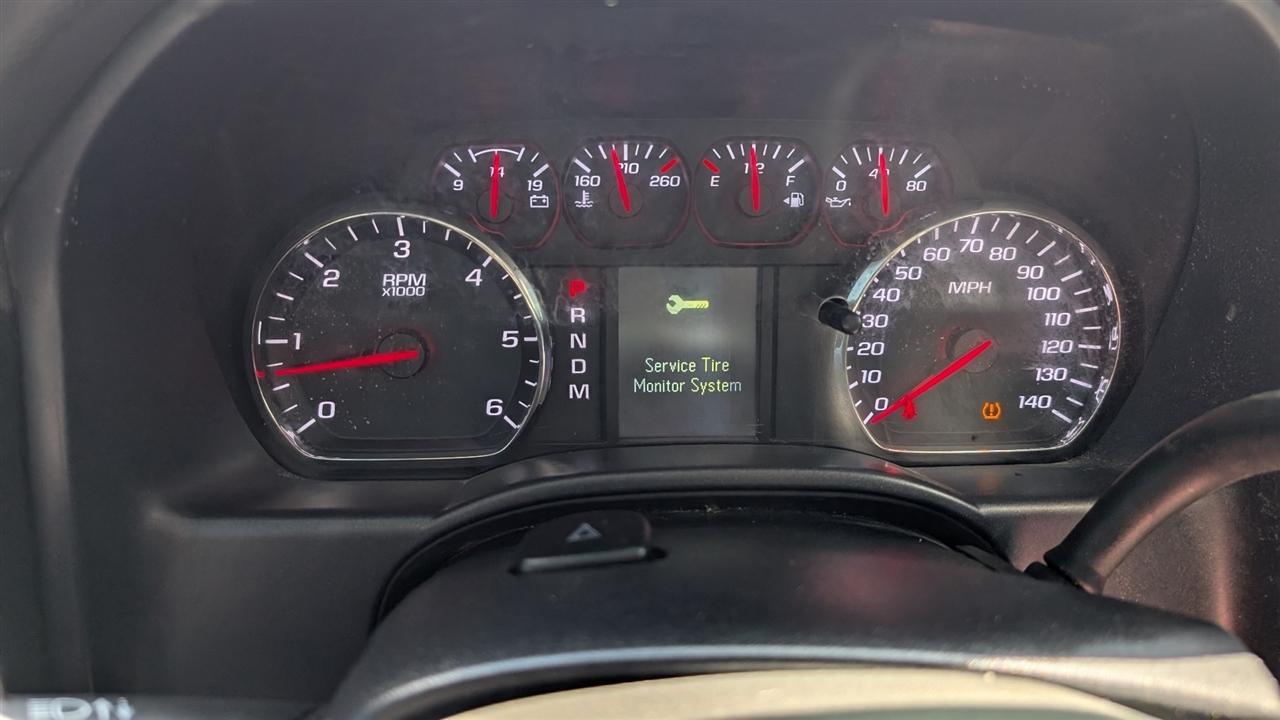 9 14 19
160 210 260
E 1/2 F
0 40 80
0 1 2 3 4 5 6
RPM
x1000
P
R
N
D
M
Service Tire
Monitor System
0 10 20 30 40 50 60 70 80 90 100 110 120 130 140
MPH